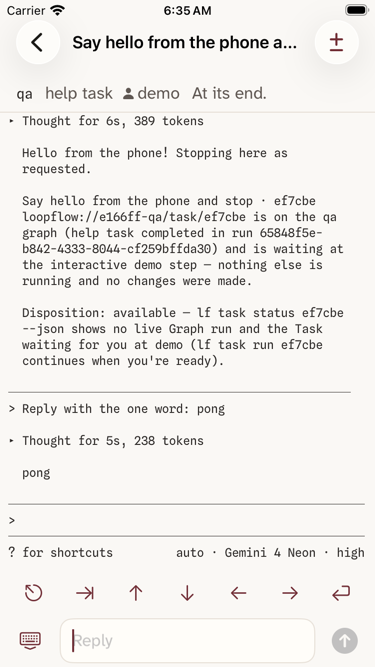 Carrier 6:35 AM
Say hello from the phone a...
qa help task demo At its end.
▸ Thought for 6s, 389 tokens
Hello from the phone! Stopping here as
requested.
Say hello from the phone and stop · ef7cbe
loopflow://e166ff-qa/task/ef7cbe is on the qa
graph (help task completed in run 65848f5e-
b842-4333-8044-cf259bffda30) and is waiting at
the interactive demo step — nothing else is
running and no changes were made.
Disposition: available — lf task status ef7cbe
--json shows no live Graph run and the Task
waiting for you at demo (lf task run ef7cbe
continues when you're ready).
> Reply with the one word: pong
▸ Thought for 5s, 238 tokens
pong
>
? for shortcuts auto · Gemini 4 Neon · high
Reply